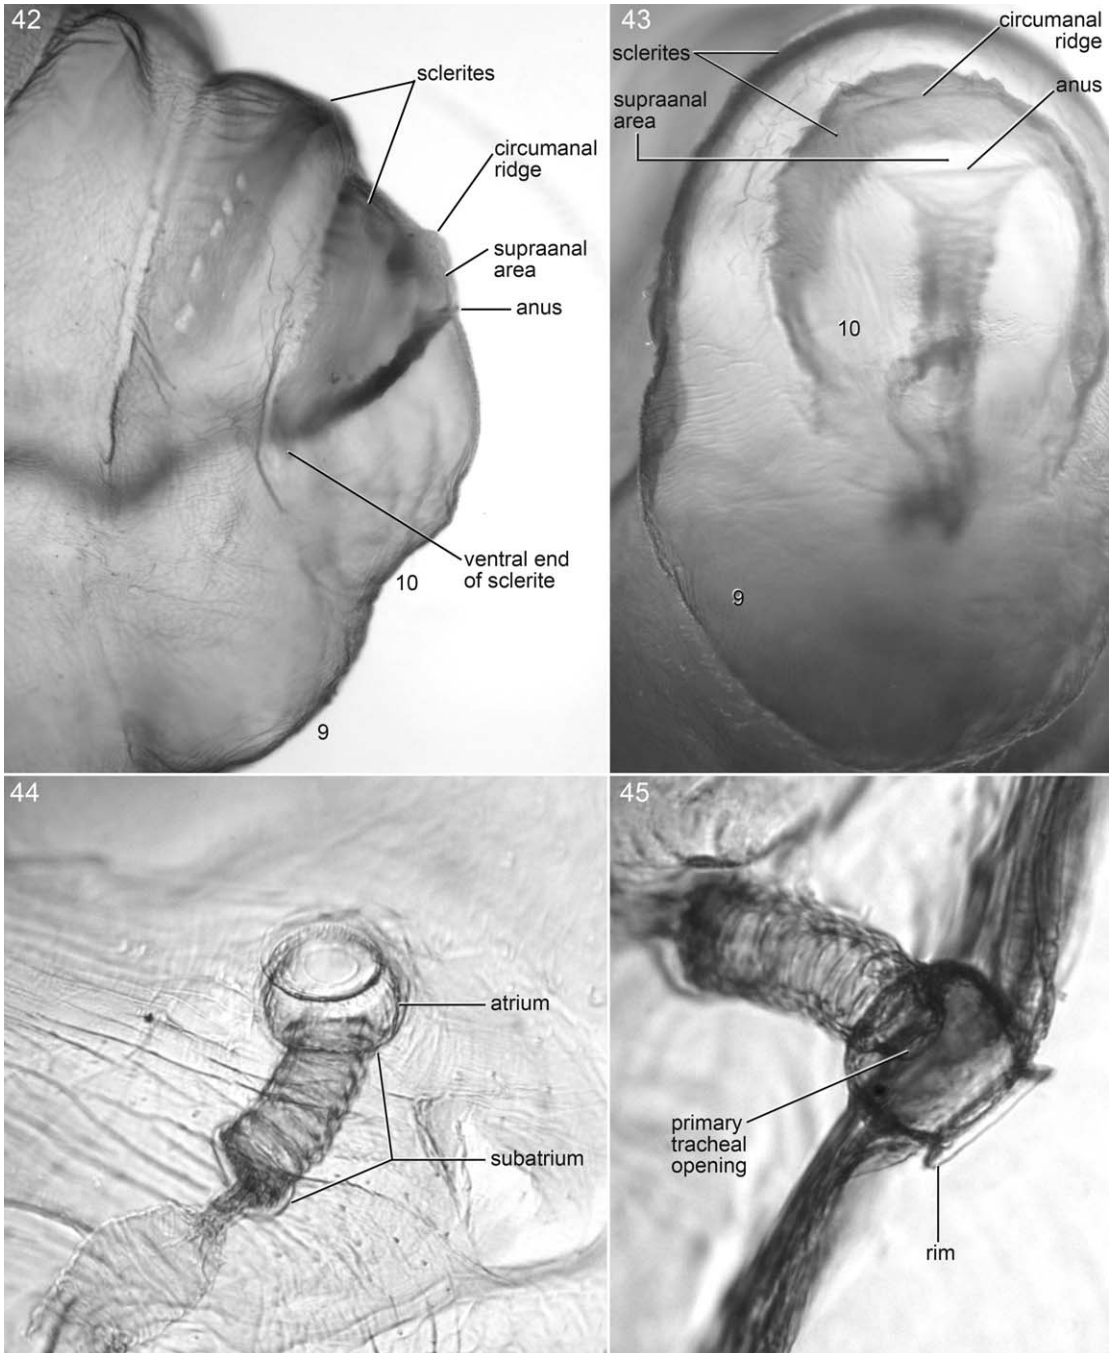 42
sclerites
circumanal
ridge
supraanal
area
anus
ventral end
of sclerite
10
9
43
circumanal
ridge
sclerites
anus
supraanal
area
10
9
44
atrium
subatrium
45
primary
tracheal
opening
rim